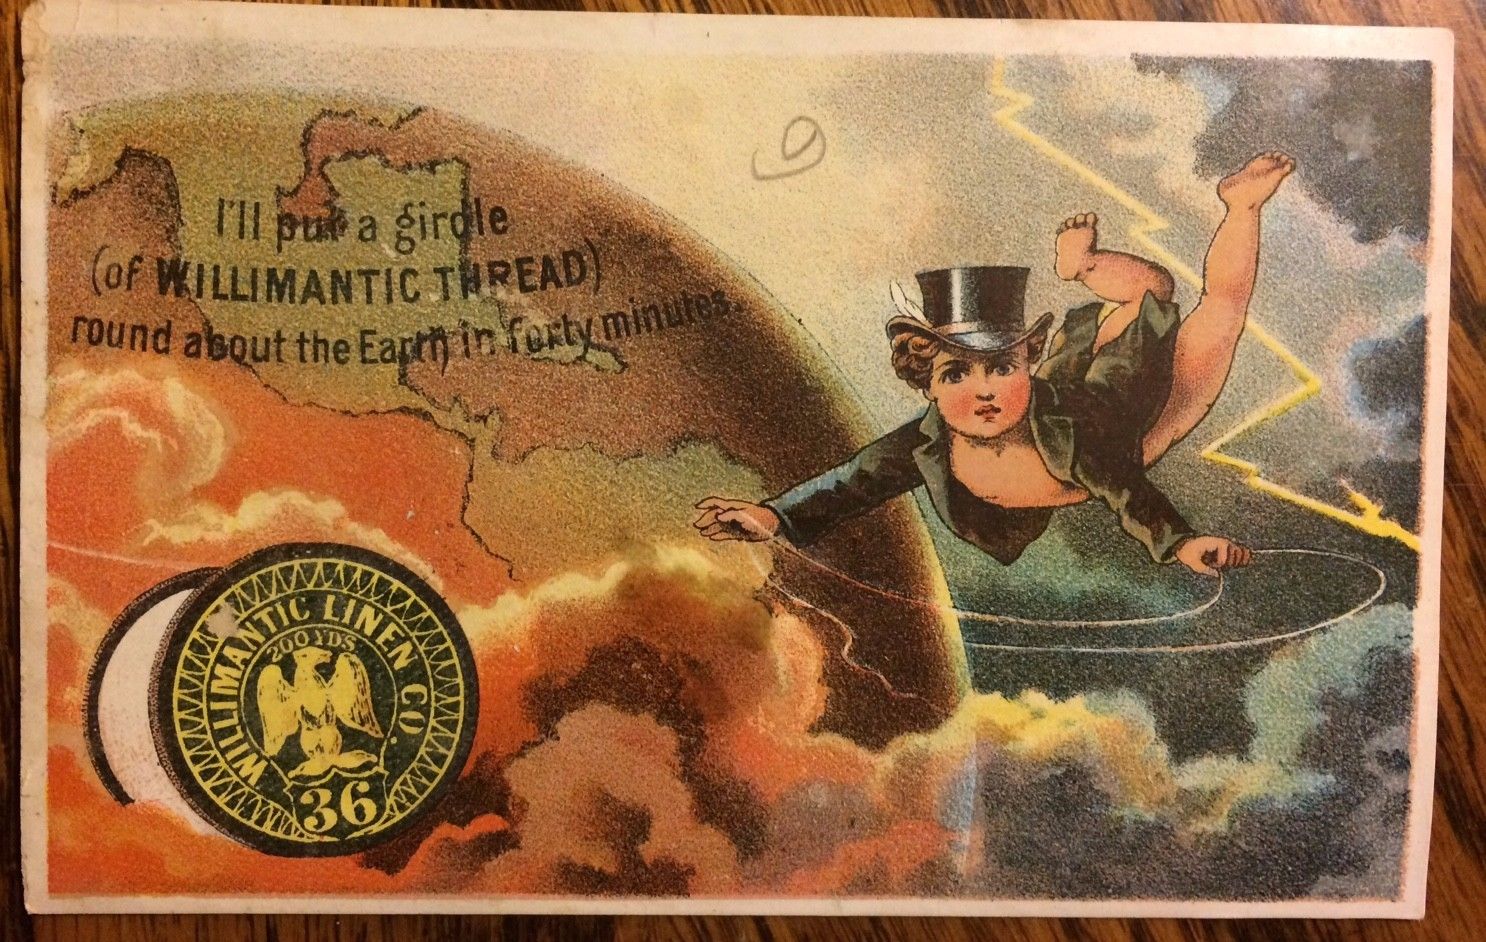 I'll put a girdle
(of WILLIMANTIC THREAD)
round about the Earth in forty minutes.
WILLIMANTIC LINEN CO.
200 YDS
36